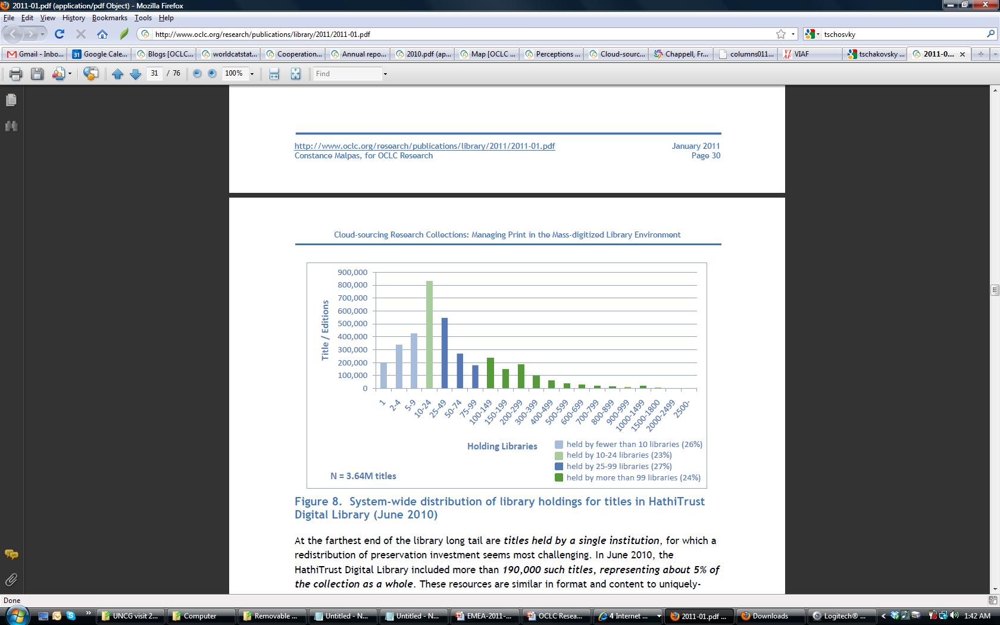 2011-01.pdf (application/pdf Object) - Mozilla Firefox
File Edit View History Bookmarks Tools Help
http://www.oclc.org/research/publications/library/2011/2011-01.pdf
tschosvky
Gmail - Inbo...
31
Google Cale...
Blogs [OCLC...
worldcatstat...
Cooperation...
Annual repo...
2010.pdf (ap...
Map [OCLC ...
Perceptions ...
Cloud-sourc...
Chappell, Fr...
columns011...
VIAF
tschakovsky ...
2011-0...
31 / 76
100%
Find
http://www.oclc.org/research/publications/library/2011/2011-01.pdf
January 2011
Constance Malpas, for OCLC Research
Page 30
Cloud-sourcing Research Collections: Managing Print in the Mass-digitized Library Environment
Title / Editions
900,000
800,000
700,000
600,000
500,000
400,000
300,000
200,000
100,000
0
1
2-4
5-9
10-24
25-49
50-74
75-99
100-149
150-199
200-299
300-399
400-499
500-599
600-699
700-799
800-899
900-999
1000-1499
1500-1800
2000-2499
2500-
Holding Libraries
held by fewer than 10 libraries (26%)
held by 10-24 libraries (23%)
held by 25-99 libraries (27%)
held by more than 99 libraries (24%)
N = 3.64M titles
Figure 8. System-wide distribution of library holdings for titles in HathiTrust
Digital Library (June 2010)
At the farthest end of the library long tail are titles held by a single institution, for which a
redistribution of preservation investment seems most challenging. In June 2010, the
HathiTrust Digital Library included more than 190,000 such titles, representing about 5% of
the collection as a whole. These resources are similar in format and content to uniquely-
Done
UNCG visit 2...
Computer
Removable ...
Untitled - N...
Untitled - N...
EMEA-2011-...
OCLC Resea...
4 Internet ...
2011-01.pdf ...
Downloads
Logitech® ...
1:42 AM